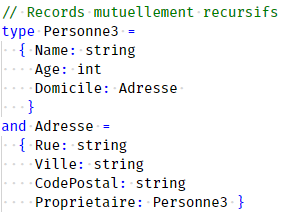 // Records mutuellement recursifs
type Personne3 =
  { Name: string
    Age: int
    Domicile: Adresse
   }
and Adresse =
  { Rue: string
    Ville: string
    CodePostal: string
    Proprietaire: Personne3 }